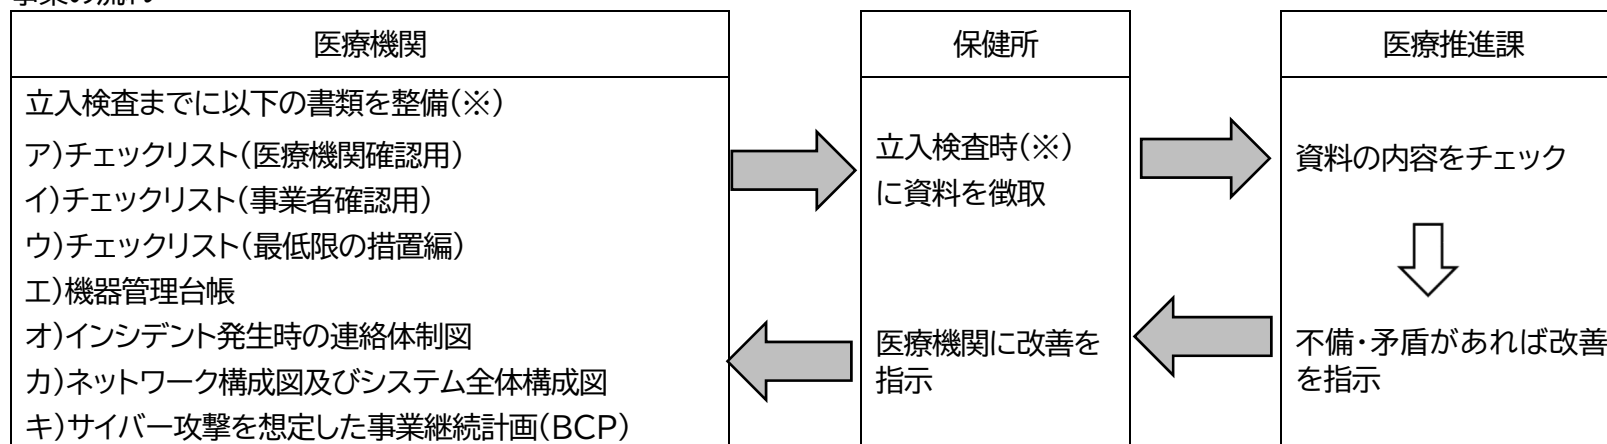 事業の流れ
医療機関
立入検査までに以下の書類を整備(※)
ア)チェックリスト(医療機関確認用)
イ)チェックリスト(事業者確認用)
ウ)チェックリスト(最低限の措置編)
エ)機器管理台帳
オ)インシデント発生時の連絡体制図
カ)ネットワーク構成図及びシステム全体構成図
キ)サイバー攻撃を想定した事業継続計画(BCP)
保健所
立入検査時(※)
に資料を徴取
医療機関に改善を
指示
医療推進課
資料の内容をチェック
不備・矛盾があれば改善
を指示